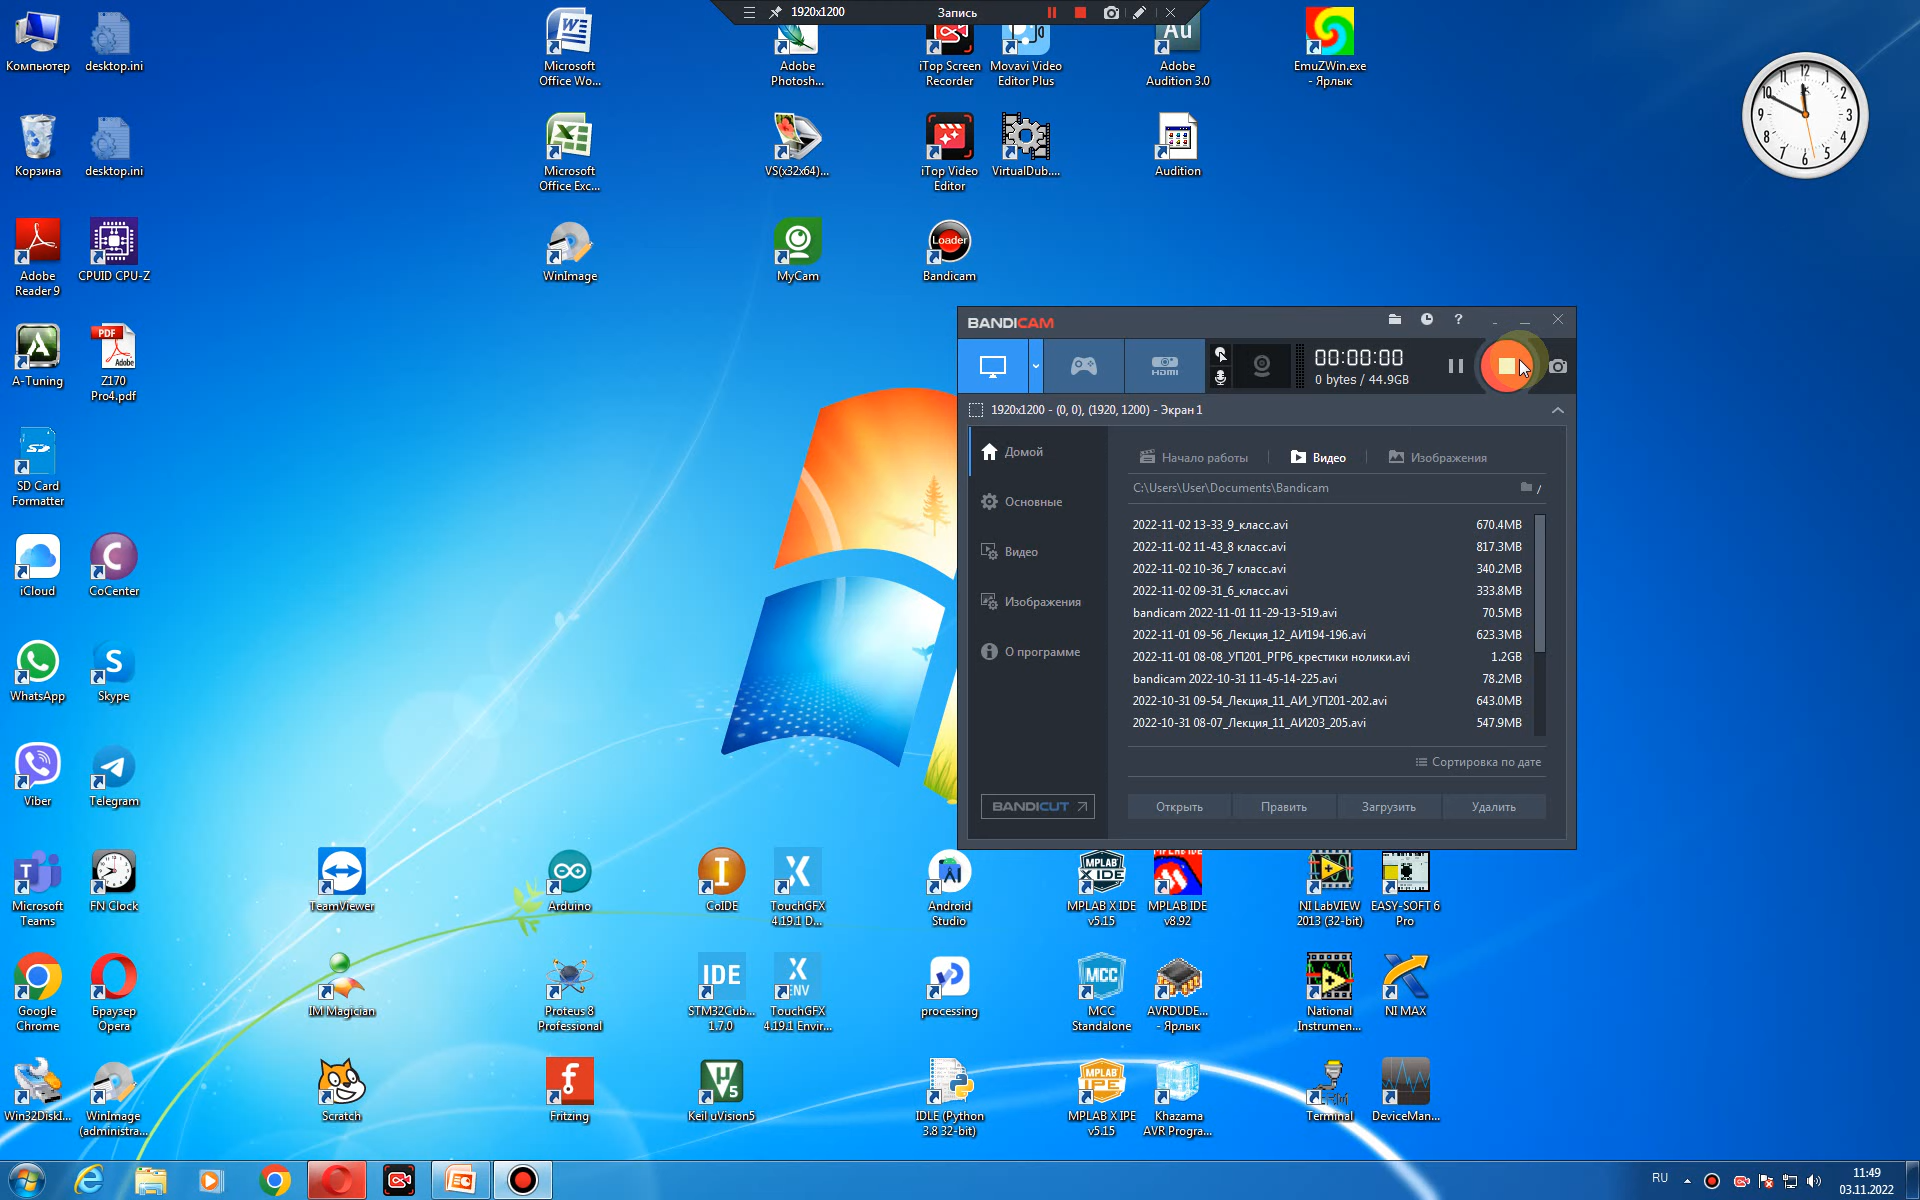 1920x1200
Запись
Компьютер
desktop.ini
Microsoft
Office Wo...
Adobe
Photosh...
iTop Screen
Recorder
Movavi Video
Editor Plus
Adobe
Audition 3.0
EmuZWin.exe
- Ярлык
Корзина
desktop.ini
Microsoft
Office Exc...
VS(x32x64)...
iTop Video
Editor
VirtualDub....
Audition
Adobe
Reader 9
CPUID CPU-Z
WinImage
MyCam
Loader
Bandicam
A-Tuning
PDF
Adobe
Z170
Pro4.pdf
SD Card
Formatter
iCloud
CoCenter
WhatsApp
Skype
Viber
Telegram
BANDICAM
HDMI
00:00:00
0 bytes / 44.9GB
1920x1200 - (0, 0), (1920, 1200) - Экран 1
Домой
Основные
Видео
Изображения
О программе
BANDICUT
Начало работы
Видео
Изображения
C:\Users\User\Documents\Bandicam
2022-11-02 13-33_9_класс.avi 670.4MB
2022-11-02 11-43_8 класс.avi 817.3MB
2022-11-02 10-36_7 класс.avi 340.2MB
2022-11-02 09-31_6_класс.avi 333.8MB
bandicam 2022-11-01 11-29-13-519.avi 70.5MB
2022-11-01 09-56_Лекция_12_АИ194-196.avi 623.3MB
2022-11-01 08-08_УП201_РГР6_крестики нолики.avi 1.2GB
bandicam 2022-10-31 11-45-14-225.avi 78.2MB
2022-10-31 09-54_Лекция_11_АИ_УП201-202.avi 643.0MB
2022-10-31 08-07_Лекция_11_АИ203_205.avi 547.9MB
Сортировка по дате
Открыть
Править
Загрузить
Удалить
Microsoft
Teams
FN Clock
TeamViewer
Arduino
CoIDE
TouchGFX
4.19.1 D...
Android
Studio
MPLAB X IDE
v5.15
MPLAB IDE
v8.92
NI LabVIEW
2013 (32-bit)
EASY-SOFT 6
Pro
Google
Chrome
Браузер
Opera
IM Magician
Proteus 8
Professional
IDE
STM32Cub...
1.7.0
X
ENV
TouchGFX
4.19.1 Envir...
processing
MCC
MCC
Standalone
AVRDUDE...
- Ярлык
National
Instrumen...
NI MAX
Win32DiskI...
WinImage
(administra...
Scratch
Fritzing
Keil uVision5
IDLE (Python
3.8 32-bit)
MPLAB X IPE
v5.15
Khazama
AVR Progra...
Terminal
DeviceMan...
RU
11:49
03.11.2022